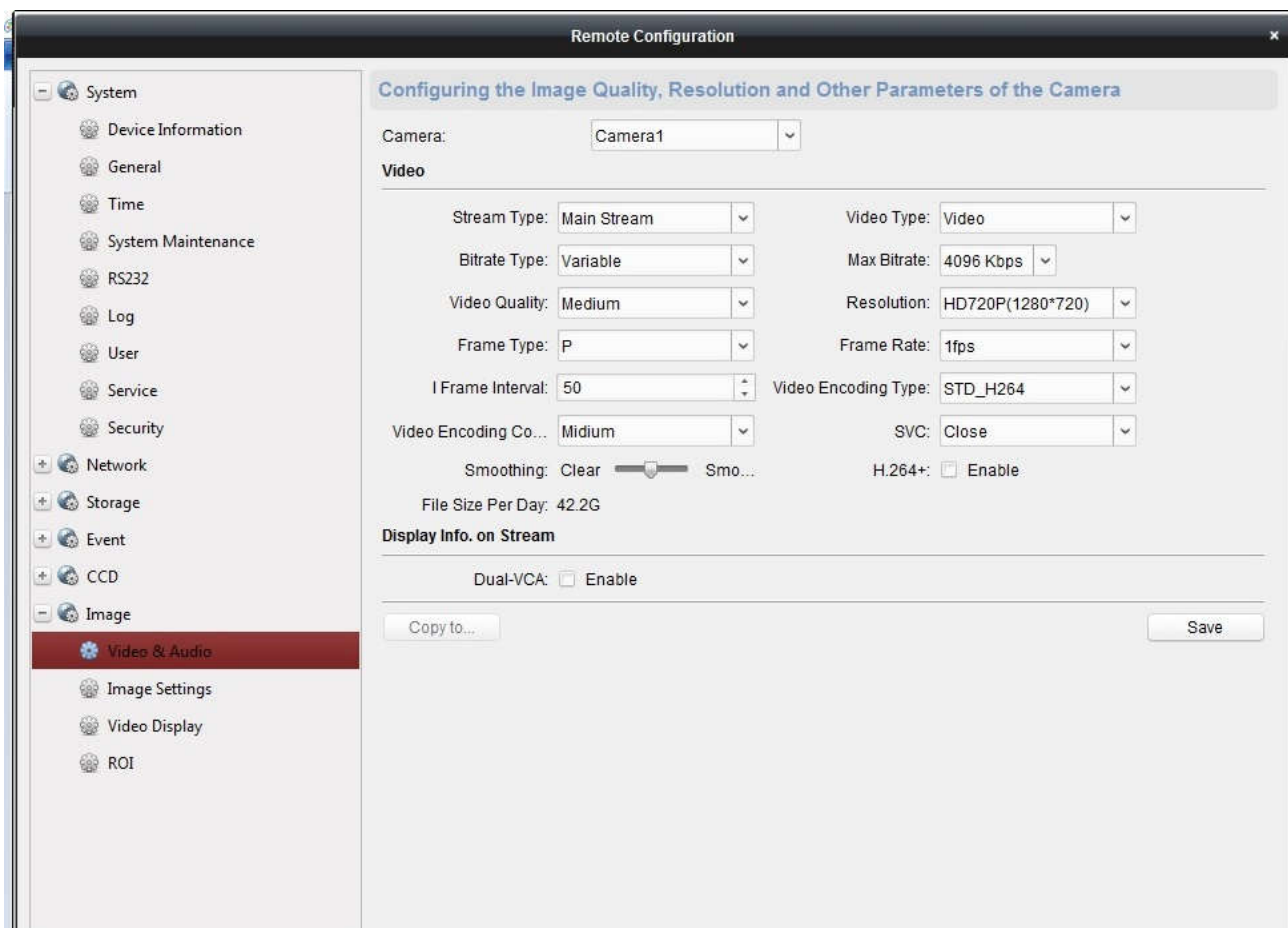 Remote Configuration
System
Device Information
General
Time
System Maintenance
RS232
Log
User
Service
Security
Network
Storage
Event
CCD
Image
Video & Audio
Image Settings
Video Display
ROI
Configuring the Image Quality, Resolution and Other Parameters of the Camera
Camera: Camera1
Video
Stream Type: Main Stream Video Type: Video
Bitrate Type: Variable Max Bitrate: 4096 Kbps
Video Quality: Medium Resolution: HD720P(1280*720)
Frame Type: P Frame Rate: 1fps
I Frame Interval: 50 Video Encoding Type: STD_H264
Video Encoding Co... Midium SVC: Close
Smoothing: Clear Smo... H.264+: Enable
File Size Per Day: 42.2G
Display Info. on Stream
Dual-VCA: Enable
Copy to... Save